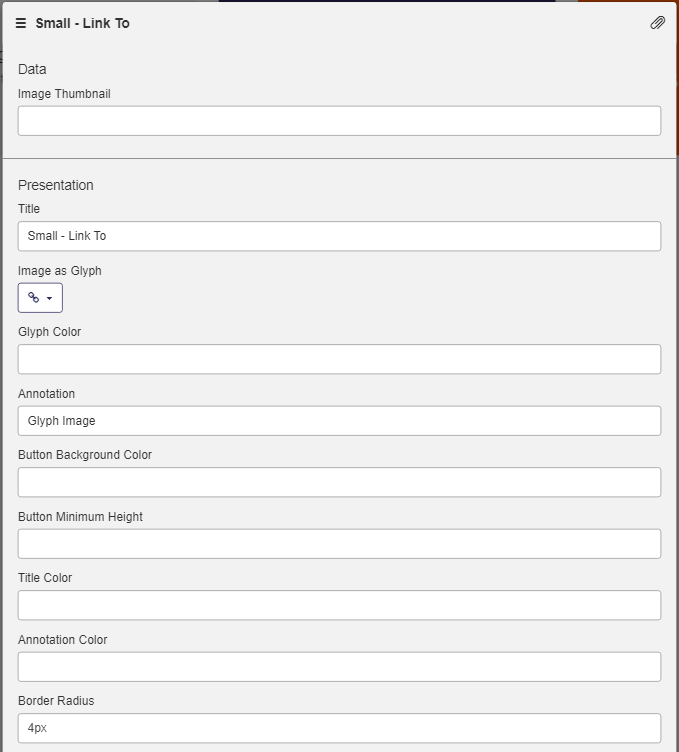 Small - Link To
Data
Image Thumbnail
Presentation
Title
Small - Link To
Image as Glyph
Glyph Color
Annotation
Glyph Image
Button Background Color
Button Minimum Height
Title Color
Annotation Color
Border Radius
4px